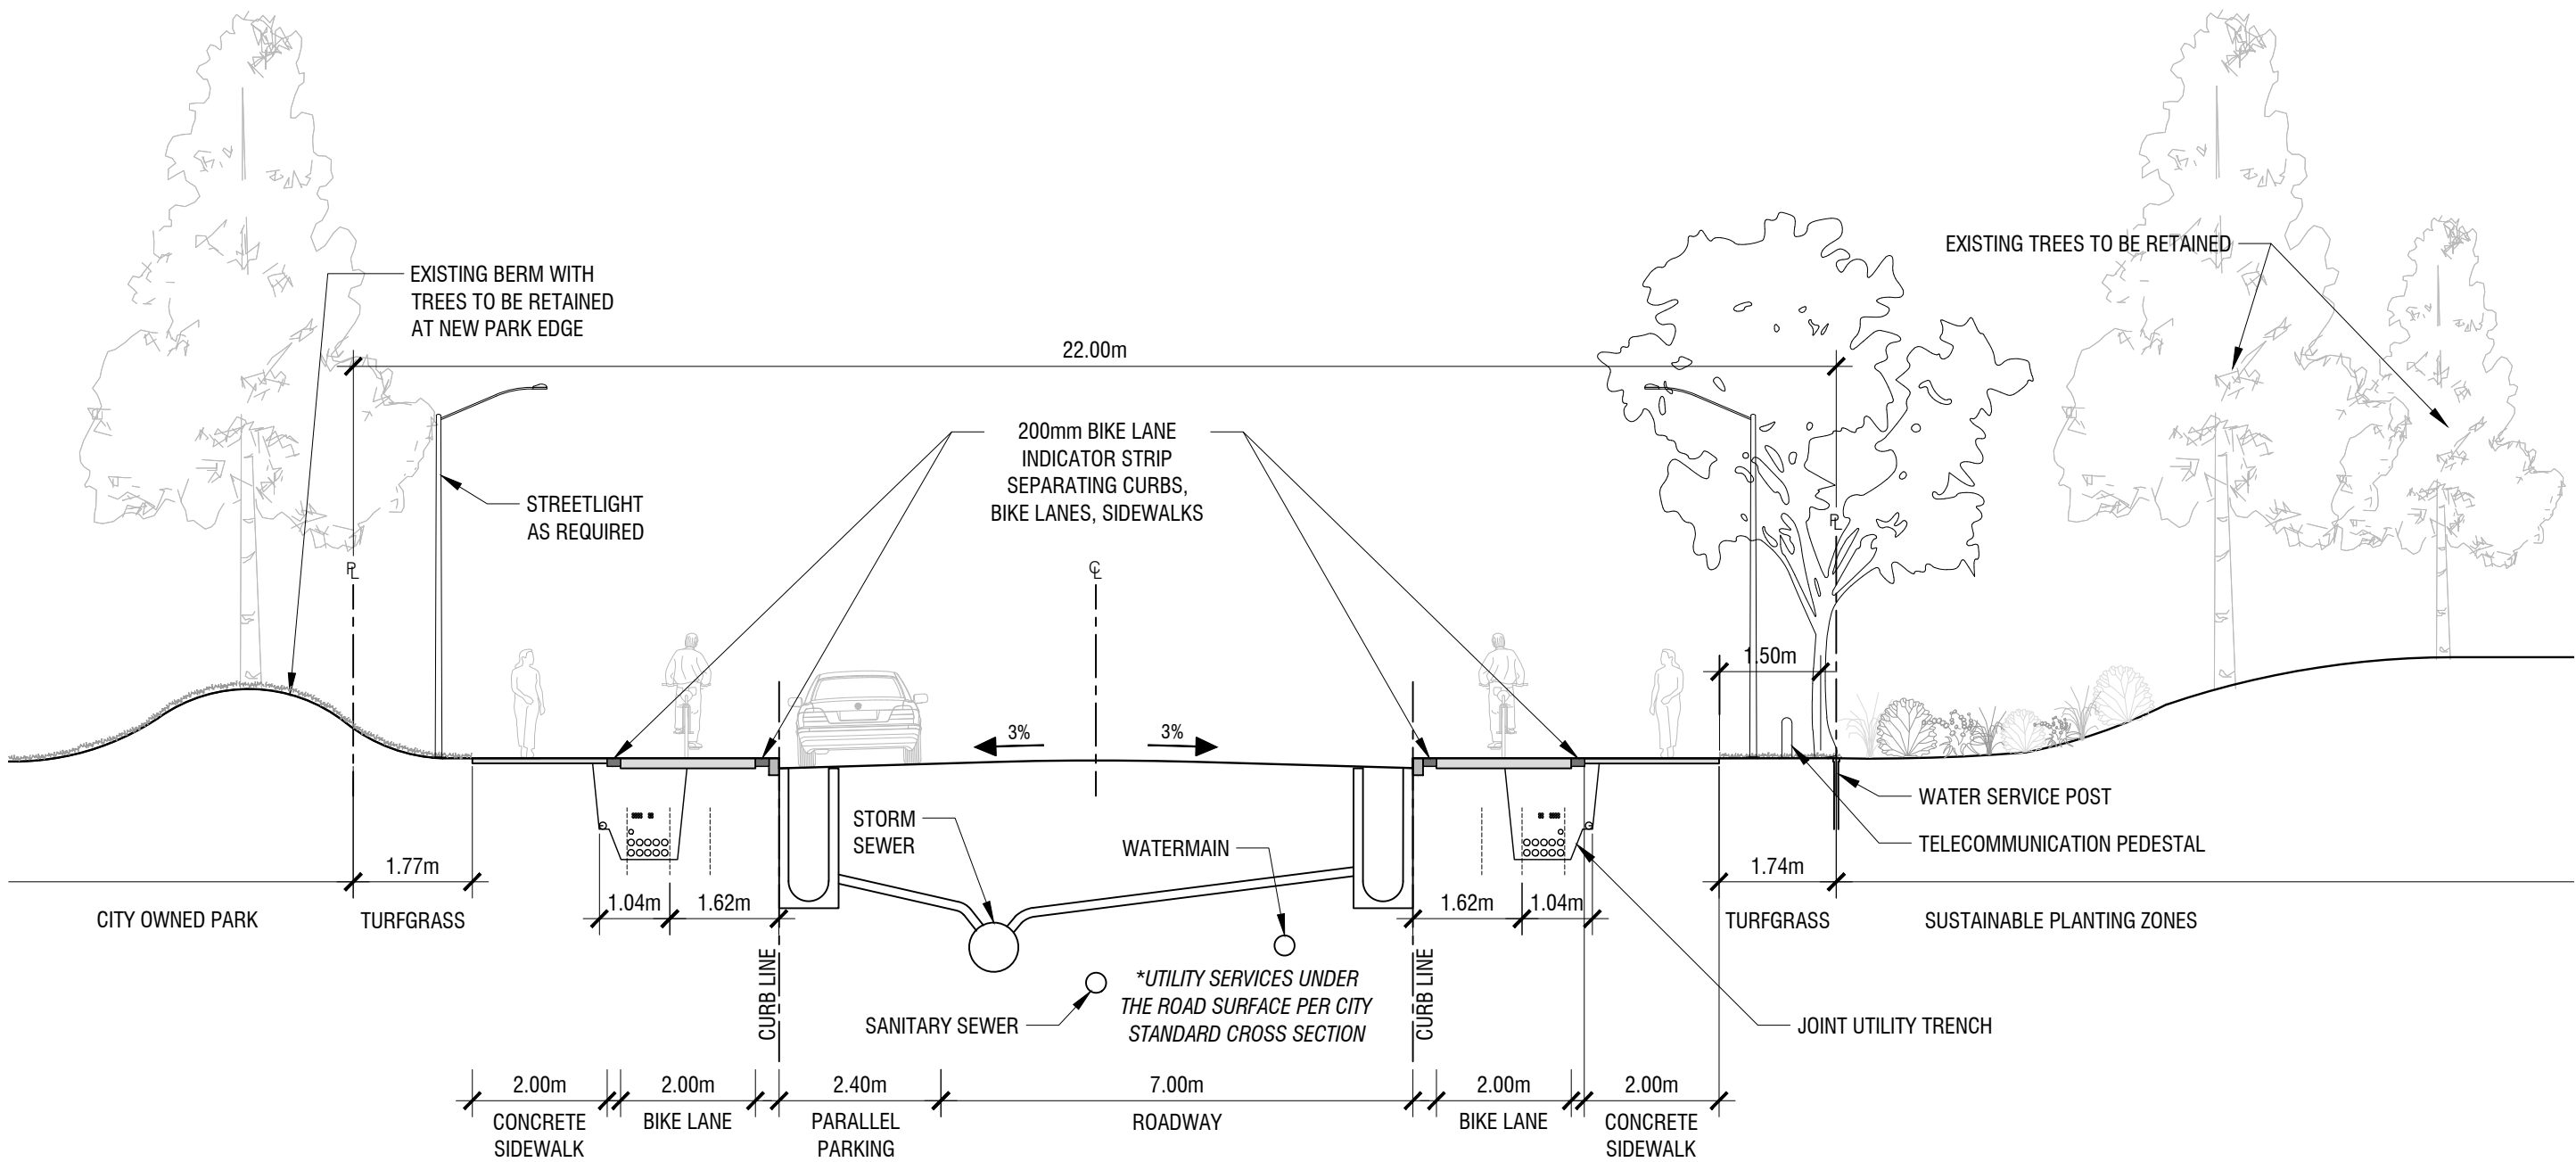 EXISTING TREES TO BE RETAINED
EXISTING BERM WITH
TREES TO BE RETAINED
AT NEW PARK EDGE
22.00m
200mm BIKE LANE
INDICATOR STRIP
SEPARATING CURBS,
BIKE LANES, SIDEWALKS
STREETLIGHT
AS REQUIRED
PL
CL
PL
1.50m
3%
3%
STORM
SEWER
WATERMAIN
WATER SERVICE POST
TELECOMMUNICATION PEDESTAL
1.77m
1.74m
1.04m
1.62m
1.62m
1.04m
CITY OWNED PARK
TURFGRASS
TURFGRASS
SUSTAINABLE PLANTING ZONES
CURB LINE
CURB LINE
*UTILITY SERVICES UNDER
THE ROAD SURFACE PER CITY
STANDARD CROSS SECTION
SANITARY SEWER
JOINT UTILITY TRENCH
2.00m
2.00m
2.40m
7.00m
2.00m
2.00m
CONCRETE
SIDEWALK
BIKE LANE
PARALLEL
PARKING
ROADWAY
BIKE LANE
CONCRETE
SIDEWALK